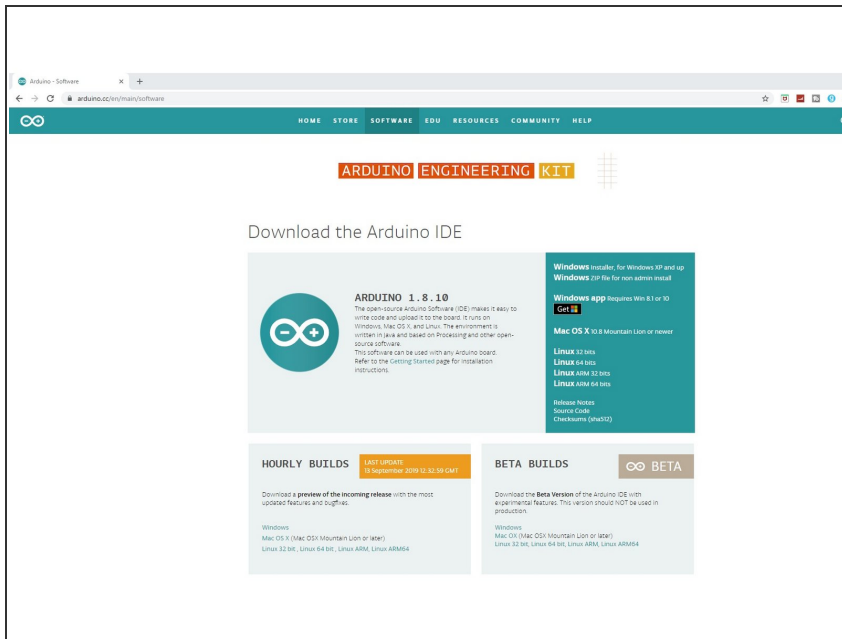 Arduino - Software
arduino.cc/en/main/software
HOME STORE SOFTWARE EDU RESOURCES COMMUNITY HELP
ARDUINO ENGINEERING KIT
Download the Arduino IDE
ARDUINO 1.8.10
The open-source Arduino Software (IDE) makes it easy to
write code and upload it to the board. It runs on
Windows, Mac OS X, and Linux. The environment is
written in Java and based on Processing and other open-
source software.
This software can be used with any Arduino board.
Refer to the Getting Started page for Installation
instructions.
Windows Installer, for Windows XP and up
Windows ZIP file for non admin install
Windows app Requires Win 8.1 or 10
Get
Mac OS X 10.8 Mountain Lion or newer
Linux 32 bits
Linux 64 bits
Linux ARM 32 bits
Linux ARM 64 bits
Release Notes
Source Code
Checksums (sha512)
HOURLY BUILDS
LAST UPDATE
13 September 2019 12:32:59 GMT
Download a preview of the incoming release with the most
updated features and bugfixes.
Windows
Mac OS X (Mac OSX Mountain Lion or later)
Linux 32 bit , Linux 64 bit , Linux ARM, Linux ARM64
BETA BUILDS
BETA
Download the Beta Version of the Arduino IDE with
experimental features. This version should NOT be used in
production.
Windows
Mac OX (Mac OSX Mountain Lion or later)
Linux 32 bit, Linux 64 bit, Linux ARM, Linux ARM64